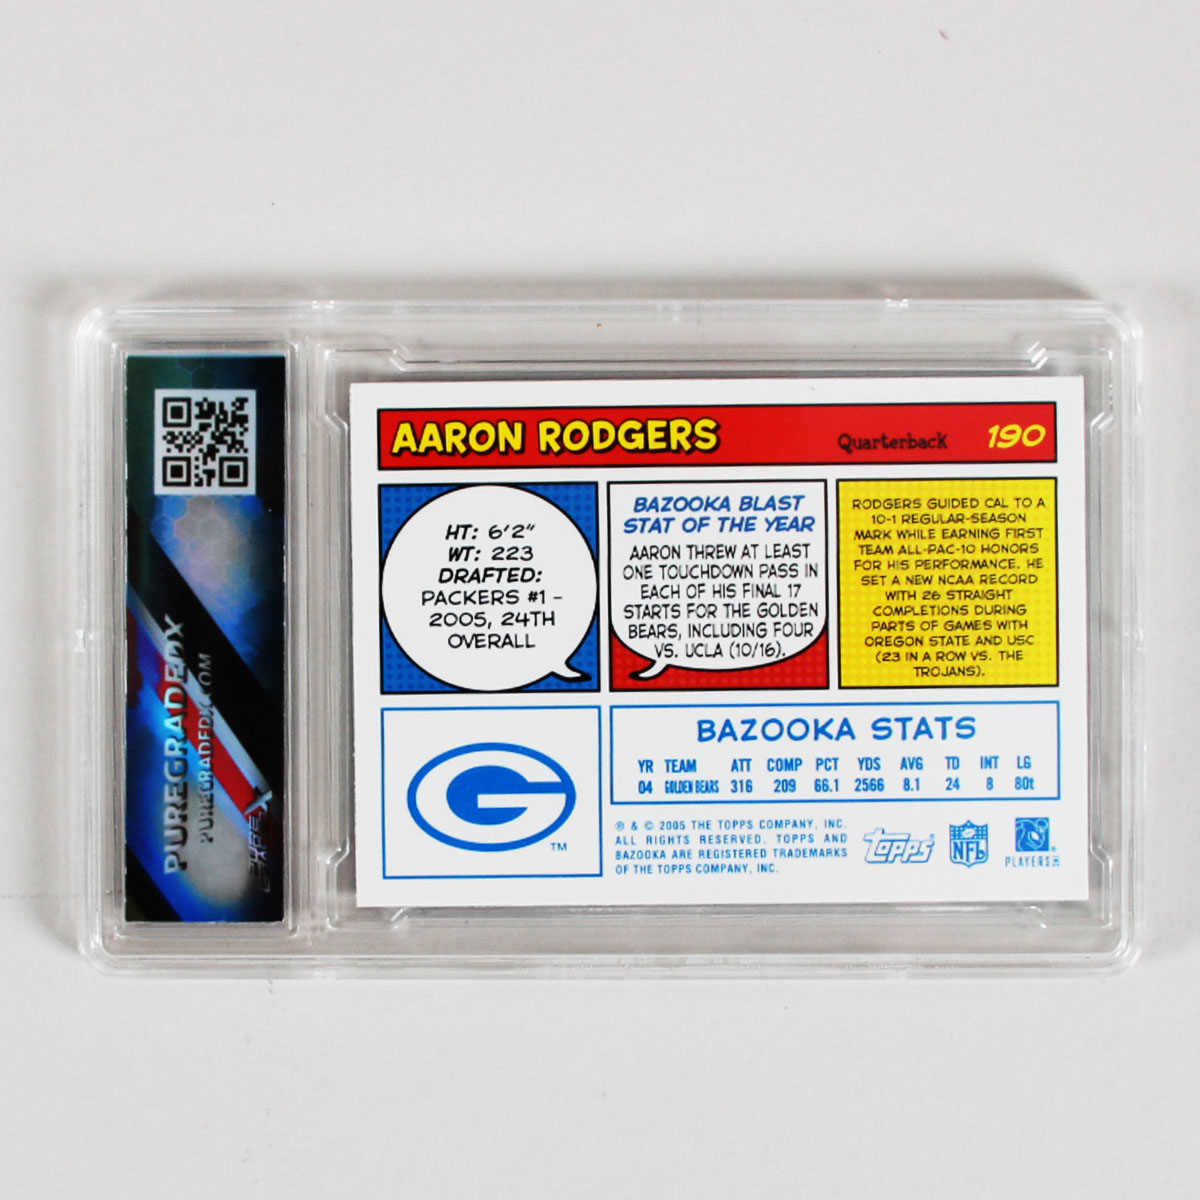 AARON RODGERS Quarterback 190
HT: 6'2"
WT: 223
DRAFTED:
PACKERS #1 –
2005, 24TH
OVERALL
BAZOOKA BLAST
STAT OF THE YEAR
AARON THREW AT LEAST
ONE TOUCHDOWN PASS IN
EACH OF HIS FINAL 17
STARTS FOR THE GOLDEN
BEARS, INCLUDING FOUR
VS. UCLA (10/16).
RODGERS GUIDED CAL TO A
10-1 REGULAR-SEASON
MARK WHILE EARNING FIRST
TEAM ALL-PAC-10 HONORS
FOR HIS PERFORMANCE. HE
SET A NEW NCAA RECORD
WITH 26 STRAIGHT
COMPLETIONS DURING
PARTS OF GAMES WITH
OREGON STATE AND USC
(23 IN A ROW VS. THE
TROJANS).
G
TM
BAZOOKA STATS
YR TEAM ATT COMP PCT YDS AVG TD INT LG
04 GOLDEN BEARS 316 209 66.1 2566 8.1 24 8 80t
℗ & © 2005 THE TOPPS COMPANY, INC.
ALL RIGHTS RESERVED. TOPPS AND
BAZOOKA ARE REGISTERED TRADEMARKS
OF THE TOPPS COMPANY, INC.
Topps
NFL
PLAYERS
PUREGRADEDX
PUREGRADEDX.COM